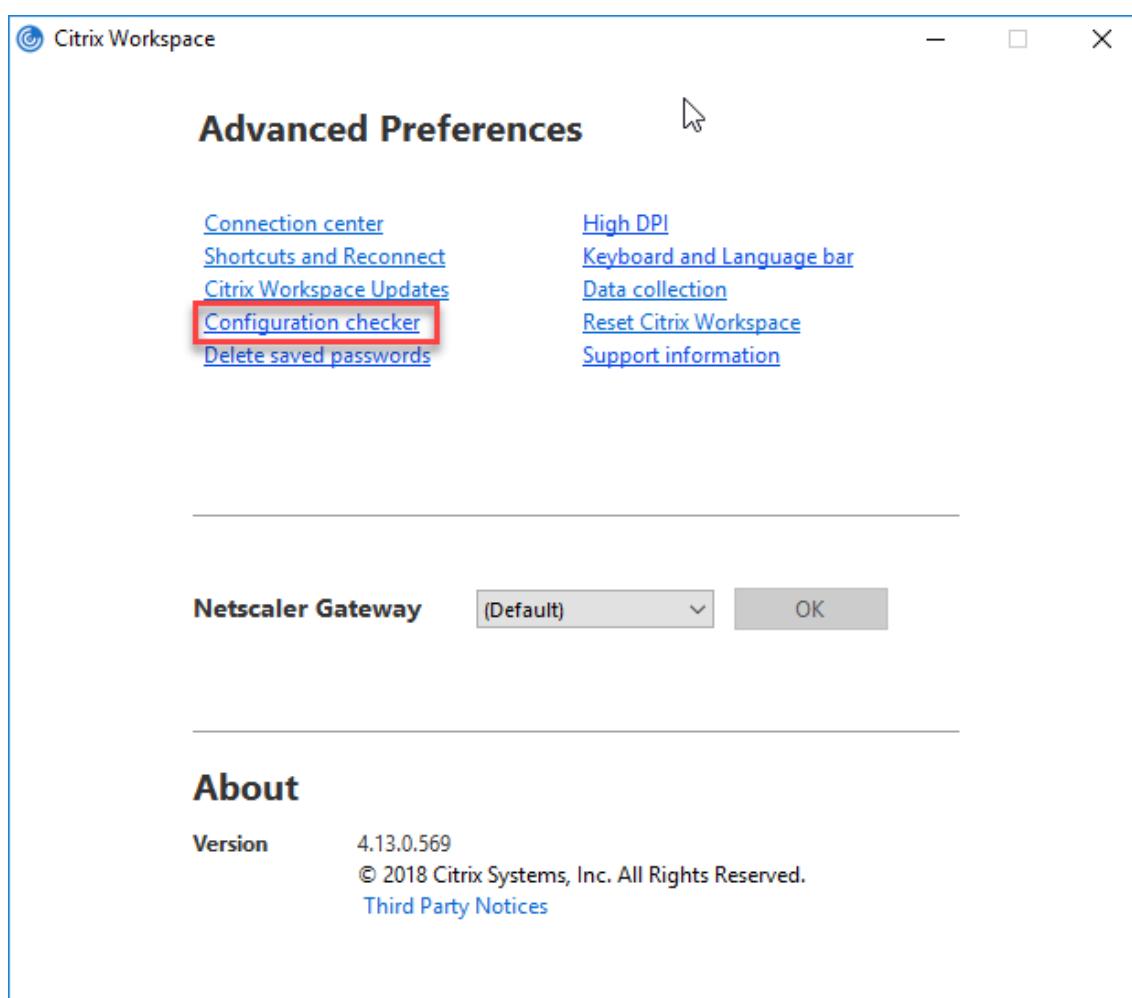 Citrix Workspace
Advanced Preferences
Connection center
Shortcuts and Reconnect
Citrix Workspace Updates
Configuration checker
Delete saved passwords
High DPI
Keyboard and Language bar
Data collection
Reset Citrix Workspace
Support information
Netscaler Gateway (Default) OK
About
Version 4.13.0.569
© 2018 Citrix Systems, Inc. All Rights Reserved.
Third Party Notices